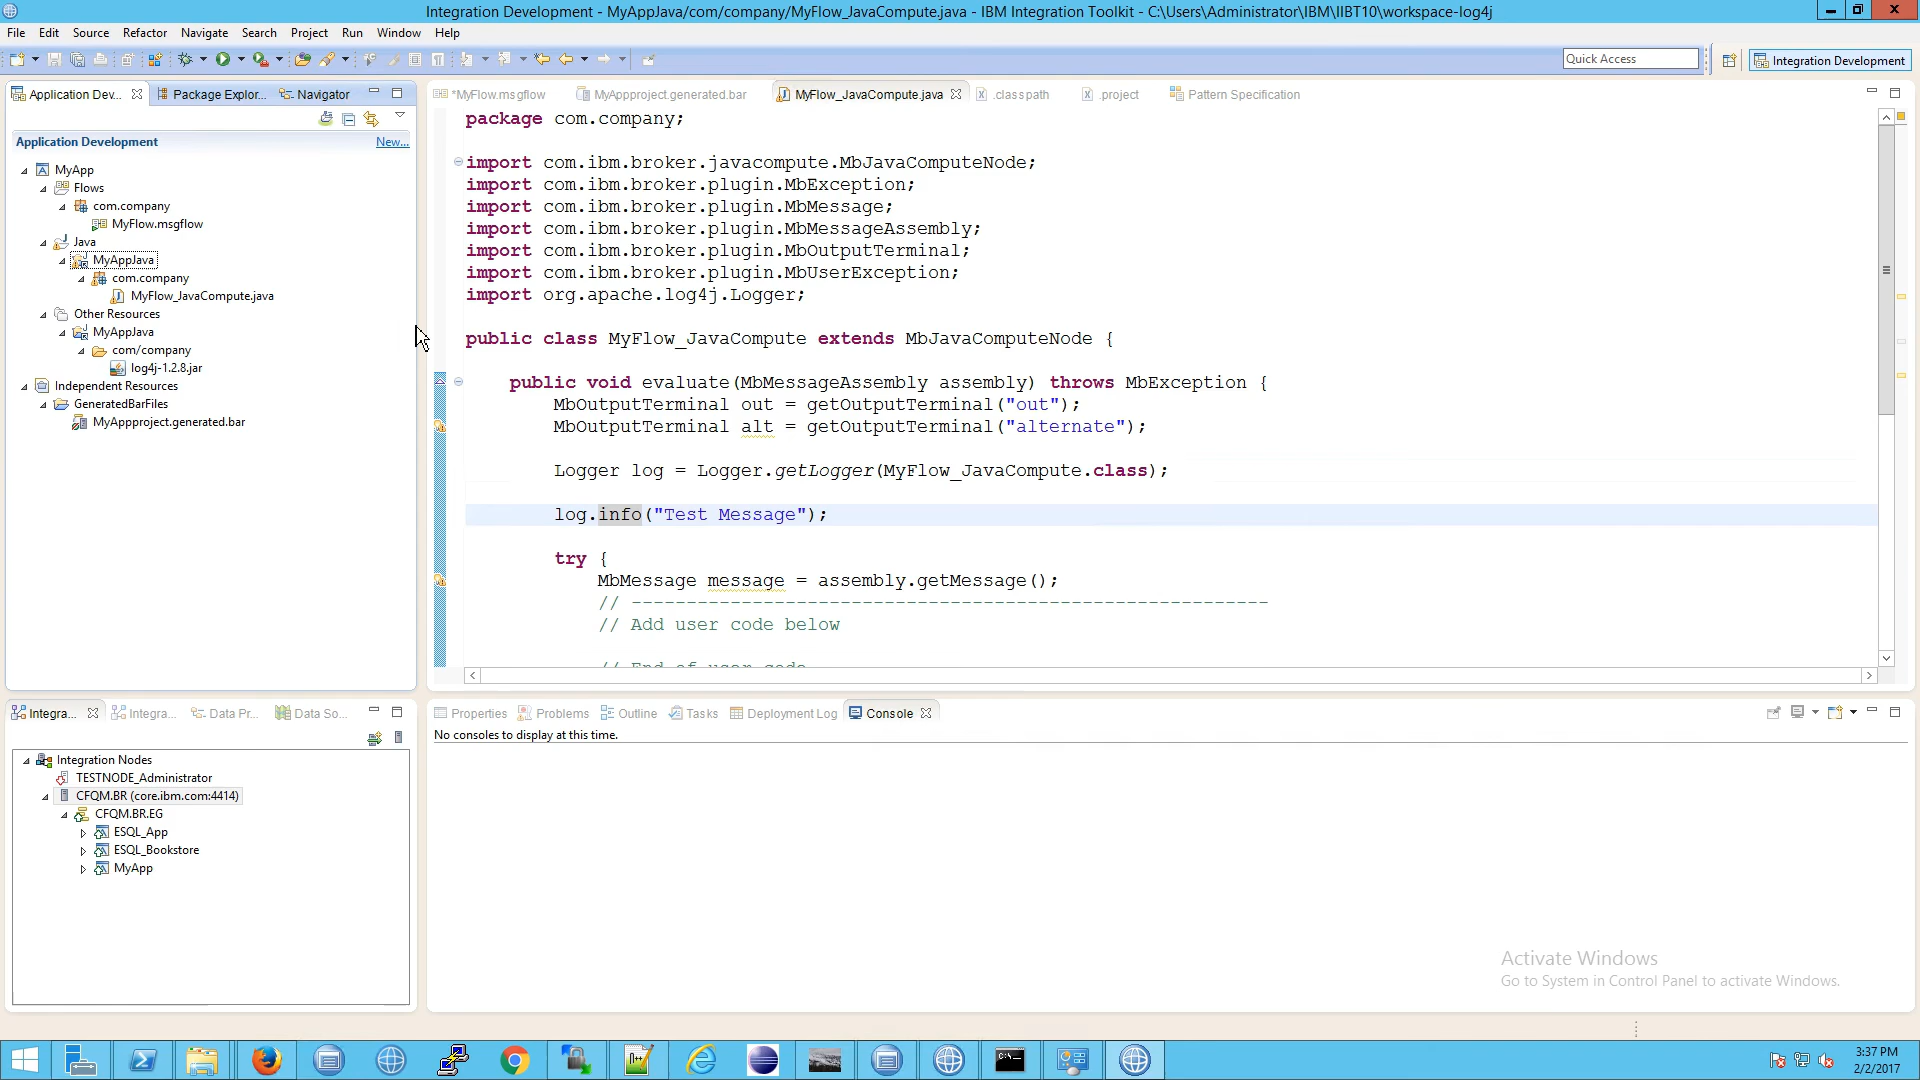 Integration Development - MyAppJava/com/company/MyFlow_JavaCompute.java - IBM Integration Toolkit - C:\Users\Administrator\IBM\IIBT10\workspace-log4j
File Edit Source Refactor Navigate Search Project Run Window Help
Quick Access
Integration Development
Application Dev... Package Explor... Navigator
*MyFlow.msgflow MyAppproject.generated.bar MyFlow_JavaCompute.java .classpath .project Pattern Specification
Application Development New...
MyApp
Flows
com.company
MyFlow.msgflow
Java
MyAppJava
com.company
MyFlow_JavaCompute.java
Other Resources
MyAppJava
com/company
log4j-1.2.8.jar
Independent Resources
GeneratedBarFiles
MyAppproject.generated.bar
package com.company;
import com.ibm.broker.javacompute.MbJavaComputeNode;
import com.ibm.broker.plugin.MbException;
import com.ibm.broker.plugin.MbMessage;
import com.ibm.broker.plugin.MbMessageAssembly;
import com.ibm.broker.plugin.MbOutputTerminal;
import com.ibm.broker.plugin.MbUserException;
import org.apache.log4j.Logger;
public class MyFlow_JavaCompute extends MbJavaComputeNode {
public void evaluate(MbMessageAssembly assembly) throws MbException {
MbOutputTerminal out = getOutputTerminal("out");
MbOutputTerminal alt = getOutputTerminal("alternate");
Logger log = Logger.getLogger(MyFlow_JavaCompute.class);
log.info("Test Message");
try {
MbMessage message = assembly.getMessage();
// ----------------------------------------------------------
// Add user code below
// End of user code
Integra... Integra... Data Pr... Data So...
Integration Nodes
TESTNODE_Administrator
CFQM.BR (core.ibm.com:4414)
CFQM.BR.EG
ESQL_App
ESQL_Bookstore
MyApp
Properties Problems Outline Tasks Deployment Log Console
No consoles to display at this time.
Activate Windows
Go to System in Control Panel to activate Windows.
3:37 PM
2/2/2017